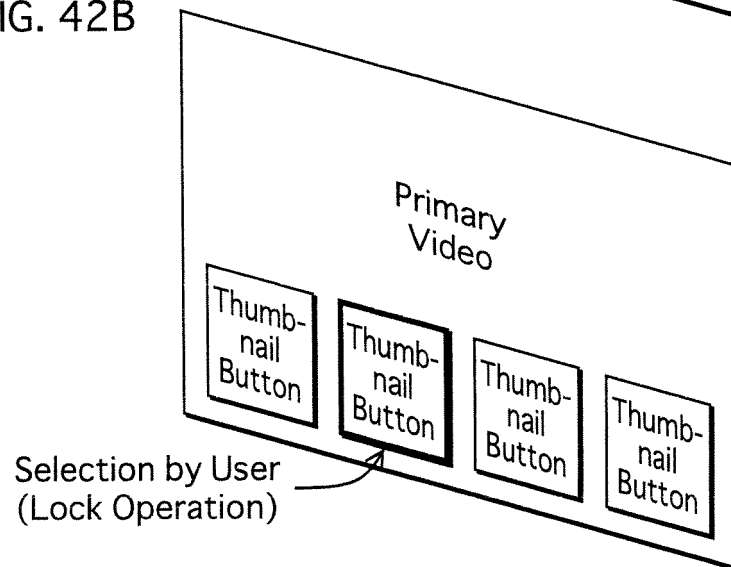 IG. 42B
Primary
Video
Thumb-
nail
Button
Thumb-
nail
Button
Thumb-
nail
Button
Thumb-
nail
Button
Selection by User
(Lock Operation)